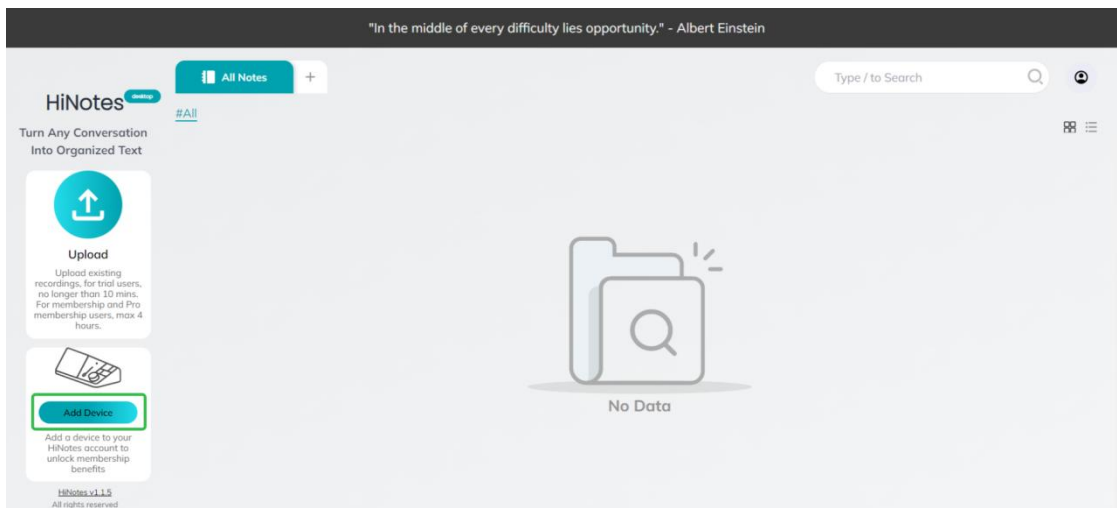 "In the middle of every difficulty lies opportunity." - Albert Einstein
All Notes
+
Type / to Search
HiNotes desktop
#All
Turn Any Conversation
Into Organized Text
Upload
Upload existing
recordings, for trial users,
no longer than 10 mins.
For membership and Pro
membership users, max 4
hours.
Add Device
Add a device to your
HiNotes account to
unlock membership
benefits
HiNotes v1.1.5
All rights reserved
No Data